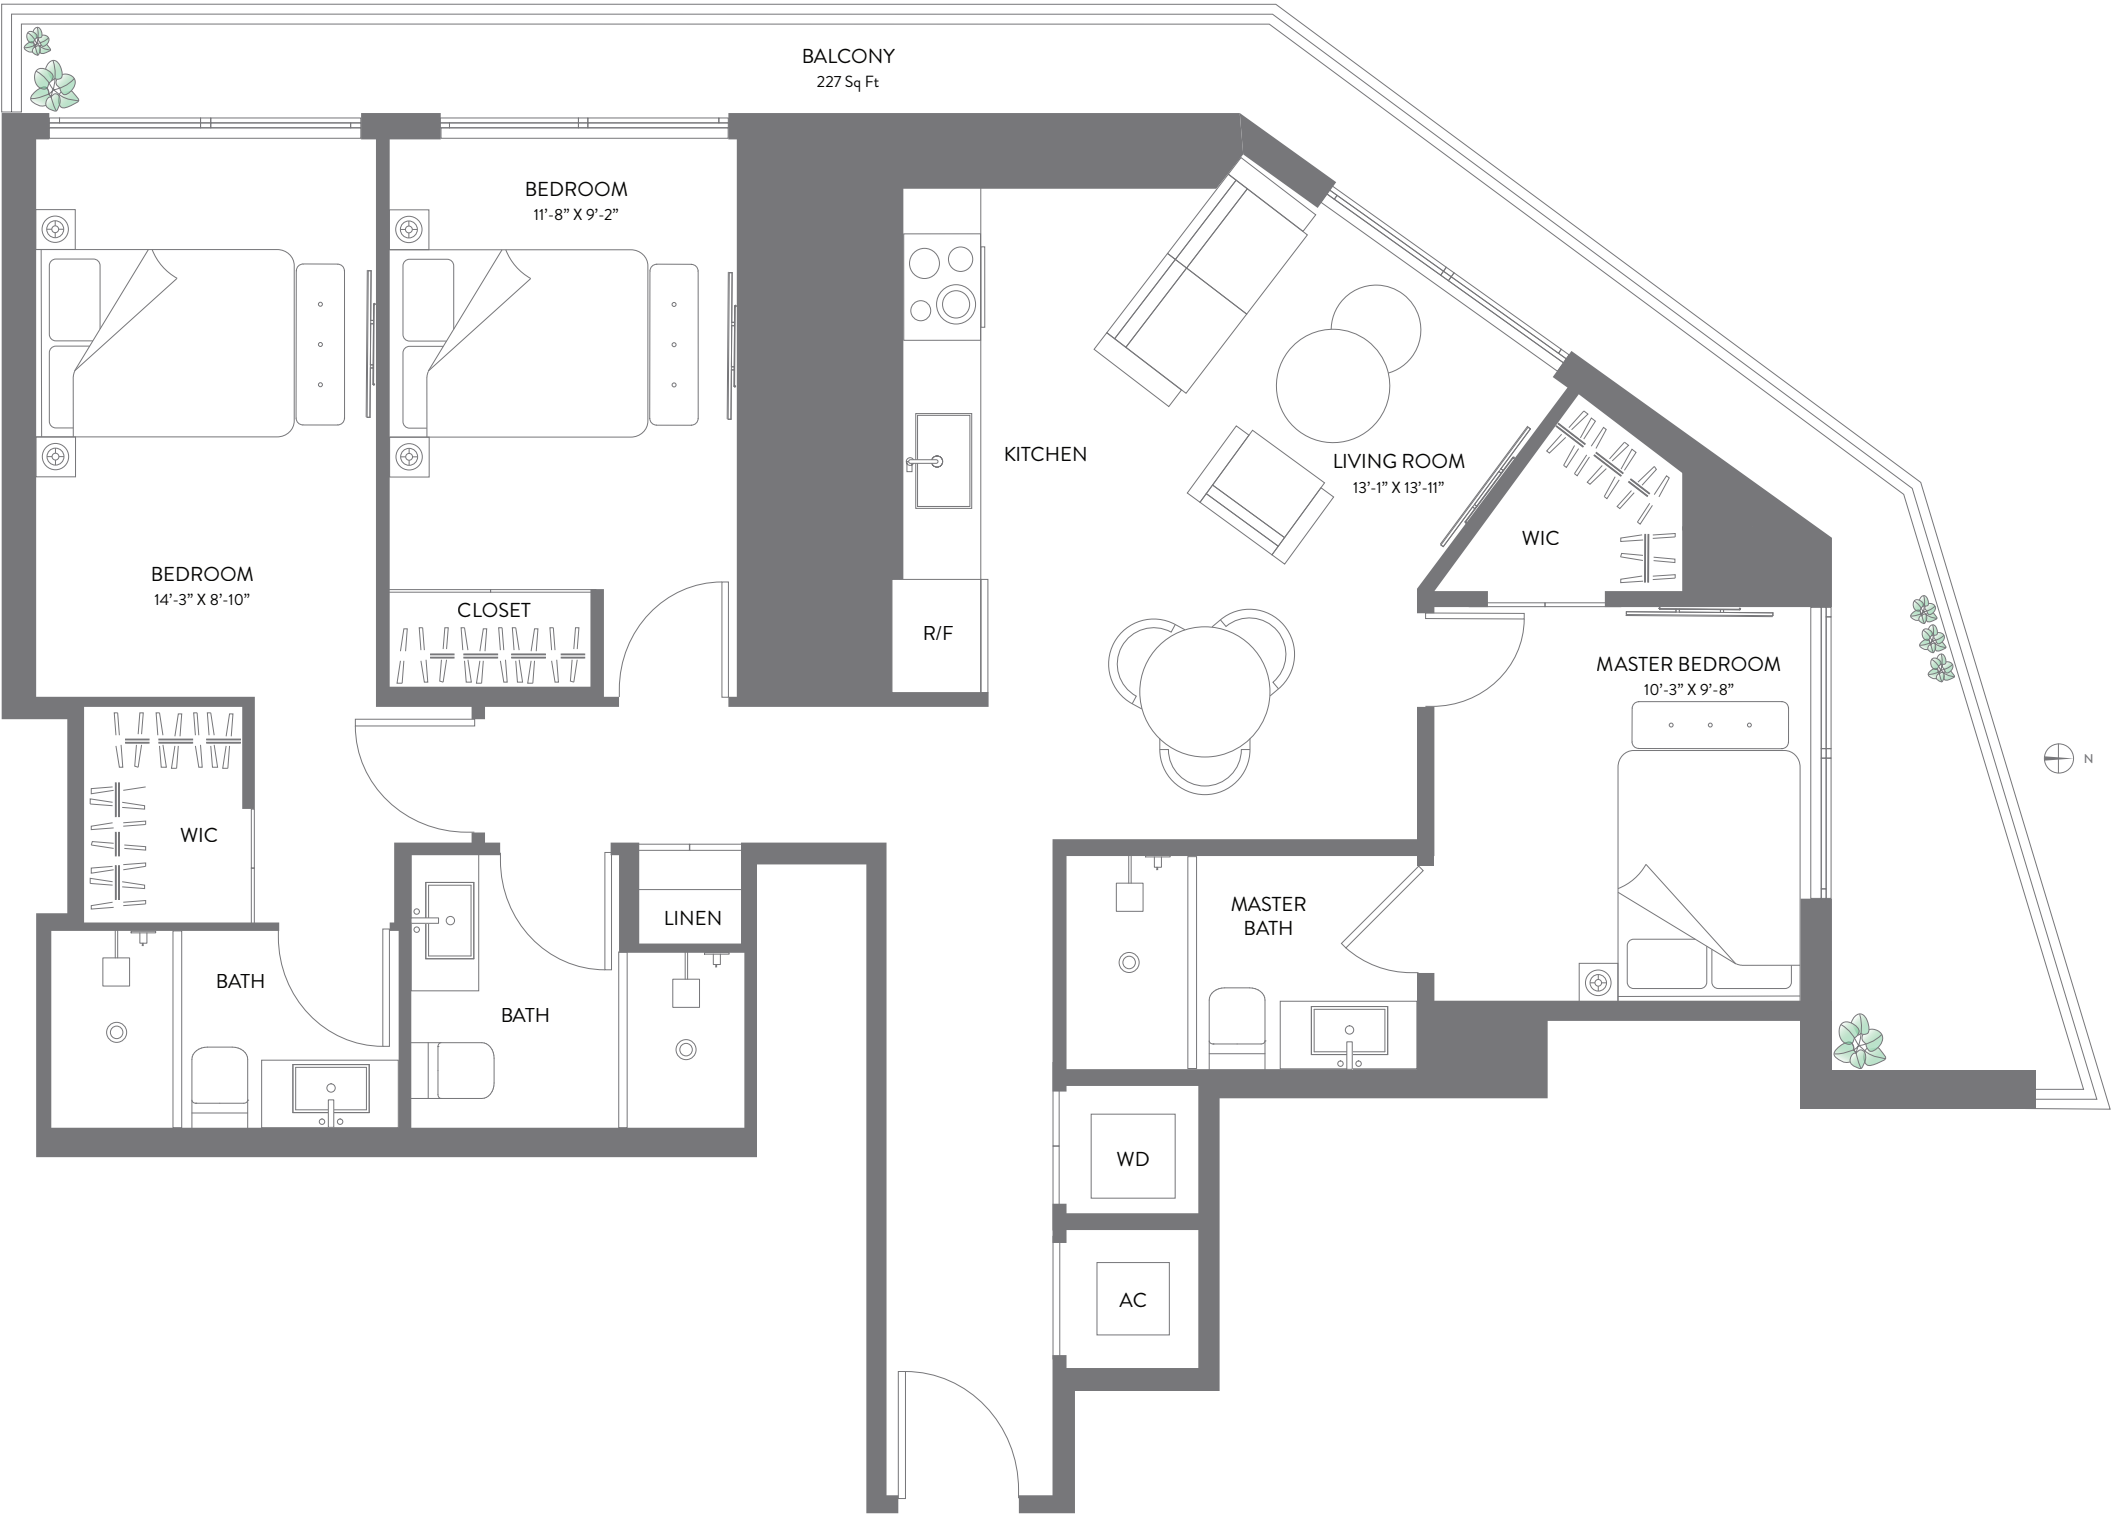 BALCONY
227 Sq Ft
BEDROOM
11’-8” X 9’-2”
KITCHEN
LIVING ROOM
13’-1” X 13’-11”
WIC
BEDROOM
14’-3” X 8’-10”
CLOSET
R/F
MASTER BEDROOM
10’-3” X 9’-8”
N
WIC
LINEN
MASTER
BATH
BATH
BATH
WD
AC